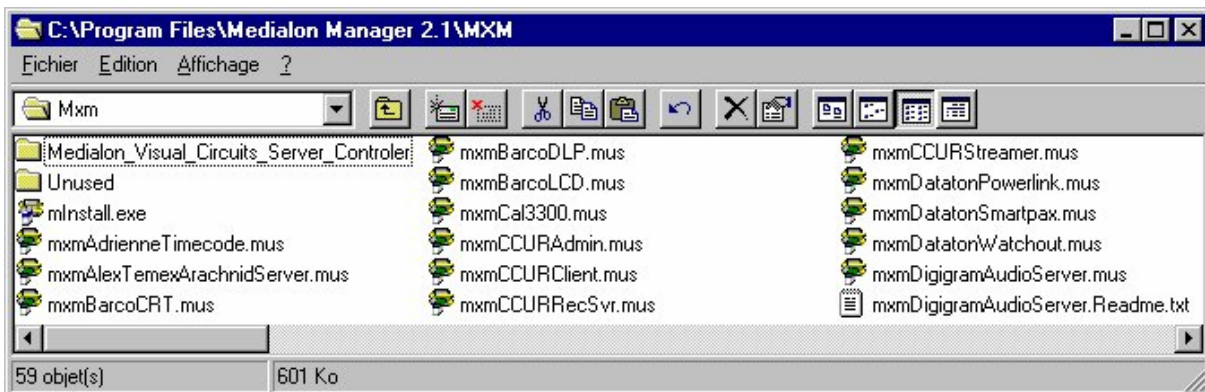 C:\Program Files\Medialon Manager 2.1\MXM
Fichier Edition Affichage ?
Mxm
Medialon_Visual_Circuits_Server_Controler
Unused
mInstall.exe
mxmAdrienneTimecode.mus
mxmAlexTemexArachnidServer.mus
mxmBarcoCRT.mus
mxmBarcoDLP.mus
mxmBarcoLCD.mus
mxmCal3300.mus
mxmCCURAdmin.mus
mxmCCURClient.mus
mxmCCURRecSvr.mus
mxmCCURStreamer.mus
mxmDatatonPowerlink.mus
mxmDatatonSmartpax.mus
mxmDatatonWatchout.mus
mxmDigigramAudioServer.mus
mxmDigigramAudioServer.Readme.txt
59 objet(s) 601 Ko